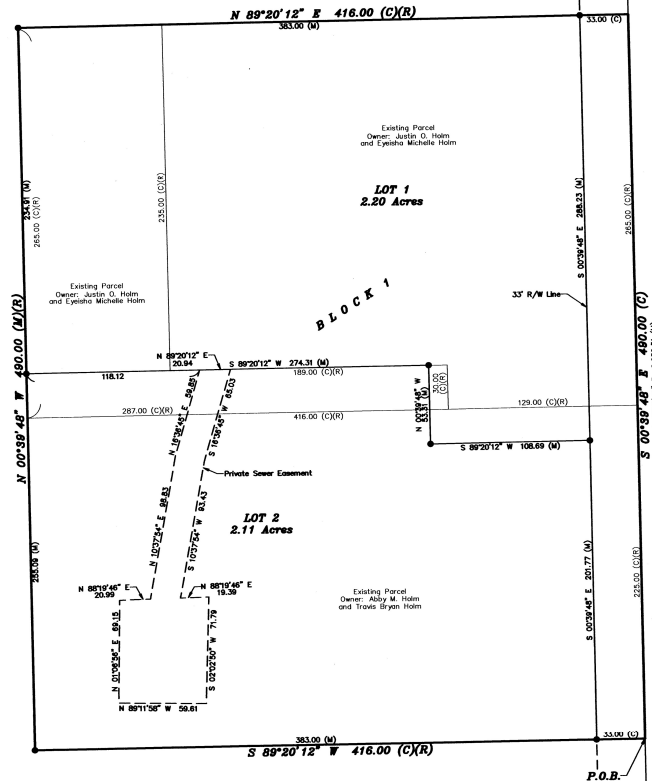 N 89°20'12" E 416.00 (C)(R)
383.00 (M)
33.00 (C)
Existing Parcel
Owner: Justin O. Holm
and Eyeisha Michelle Holm
LOT 1
2.20 Acres
234.91 (M)
265.00 (C)(R)
235.00 (C)(R)
S 00°39'48" E 288.23 (M)
265.00 (C)(R)
Existing Parcel
Owner: Justin O. Holm
and Eyeisha Michelle Holm
BLOCK 1
33' R/W Line
N 00°39'48" W 490.00 (M)(R)
S 00°39'48" E 490.00 (C)
N 89°20'12" E
20.94
S 89°20'12" W 274.31 (M)
118.12
189.00 (C)(R)
30.00
(C)(R)
N 00°39'48" W
53.31 (M)
129.00 (C)(R)
287.00 (C)(R)
416.00 (C)(R)
S 89°20'12" W 108.69 (M)
N 16°36'45" E 59.85
S 16°36'45" W 65.03
Private Sewer Easement
N 10°37'54" E 98.83
S 10°37'54" W 93.43
LOT 2
2.11 Acres
255.09 (M)
S 00°39'48" E 201.77 (M)
225.00 (C)(R)
N 88°19'46" E
20.99
N 88°19'46" E
19.39
Existing Parcel
Owner: Abby M. Holm
and Travis Bryan Holm
N 01°06'56" E 69.15
S 02°02'50" W 71.79
N 89°11'58" W 59.61
383.00 (M)
33.00 (C)
S 89°20'12" W 416.00 (C)(R)
P.O.B.